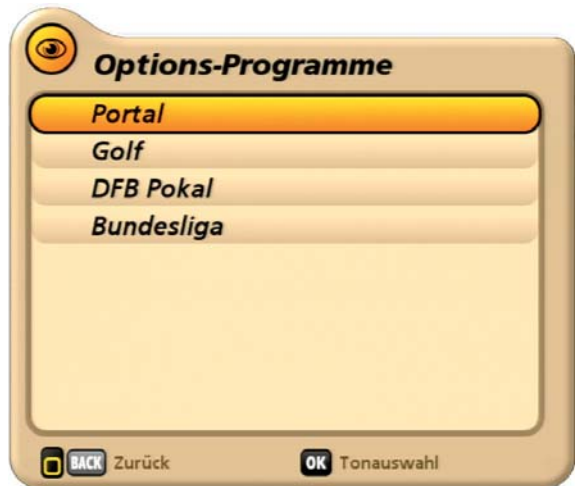 Options-Programme
Portal
Golf
DFB Pokal
Bundesliga
BACK Zurück OK Tonauswahl